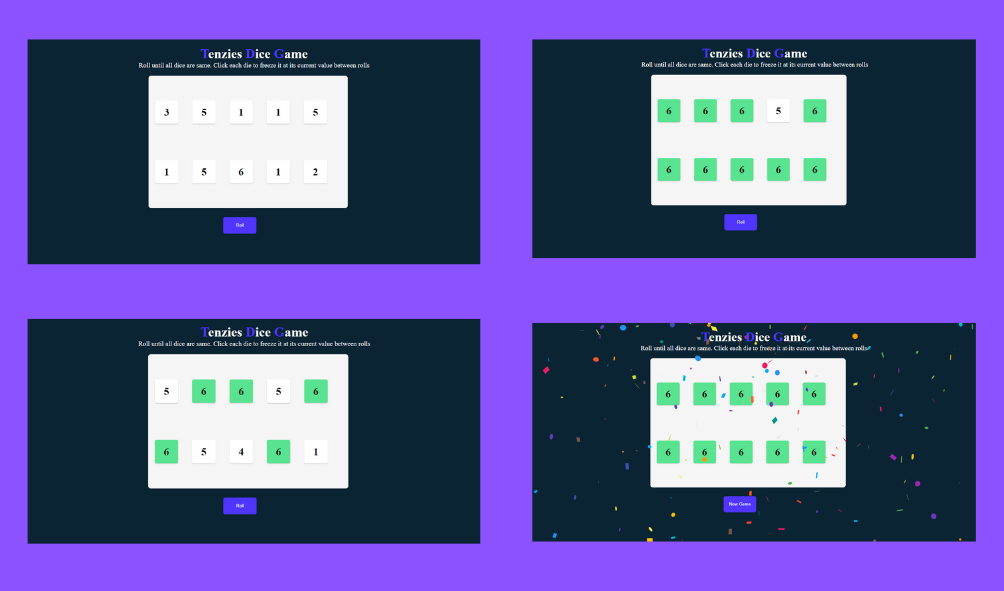 Tenzies Dice Game
Roll until all dice are same. Click each die to freeze it at its current value between rolls
3 5 1 1 5
1 5 6 1 2
Roll
Tenzies Dice Game
Roll until all dice are same. Click each die to freeze it at its current value between rolls
6 6 6 5 6
6 6 6 6 6
Roll
Tenzies Dice Game
Roll until all dice are same. Click each die to freeze it at its current value between rolls
5 6 6 5 6
6 5 4 6 1
Roll
Tenzies Dice Game
Roll until all dice are same. Click each die to freeze it at its current value between rolls
6 6 6 6 6
6 6 6 6 6
New Game